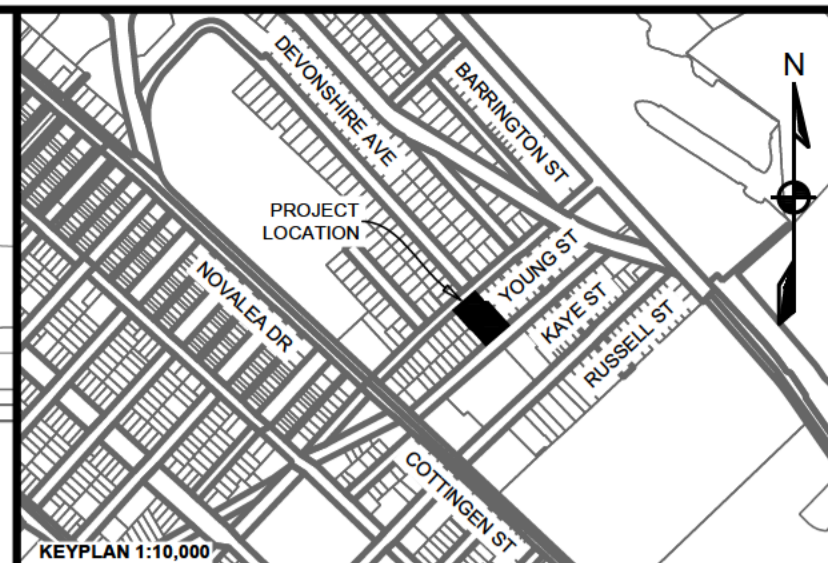 DEVONSHIRE AVE
BARRINGTON ST
N
PROJECT
LOCATION
YOUNG ST
NOVALEA DR
KAYE ST
RUSSELL ST
COTTINGEN ST
KEYPLAN 1:10,000